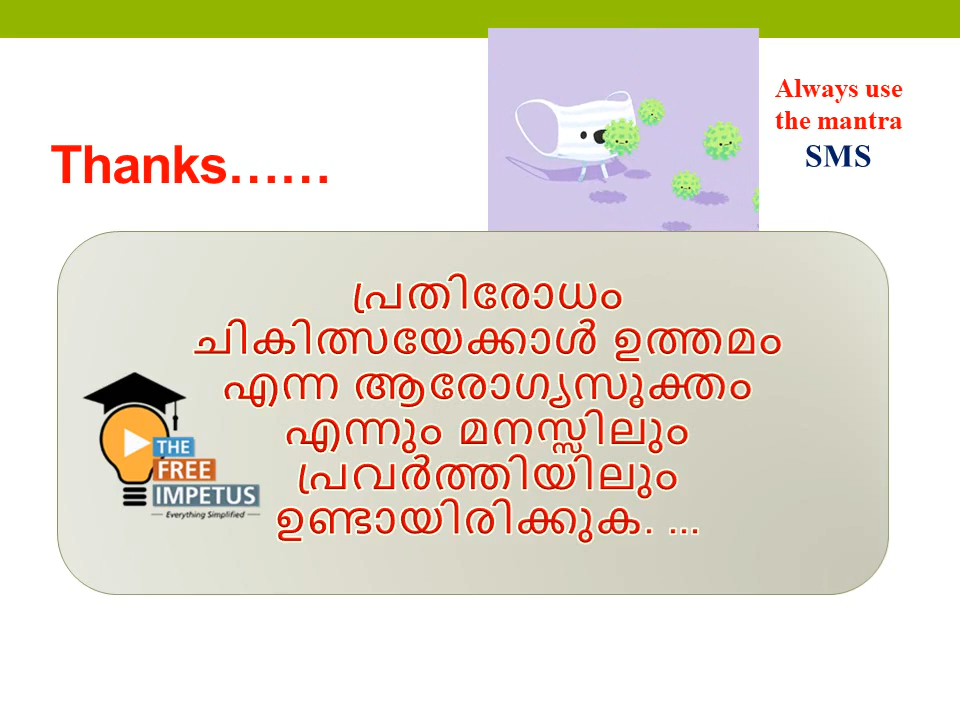 Always use
the mantra
SMS
Thanks……
പ്രതിരോധം
ചികിത്സയേക്കാൾ ഉത്തമം
എന്ന ആരോഗ്യസൂക്തം
എന്നും മനസ്സിലും
പ്രവർത്തിയിലും
ഉണ്ടായിരിക്കുക. ...
THE
FREE
IMPETUS
Everything Simplified